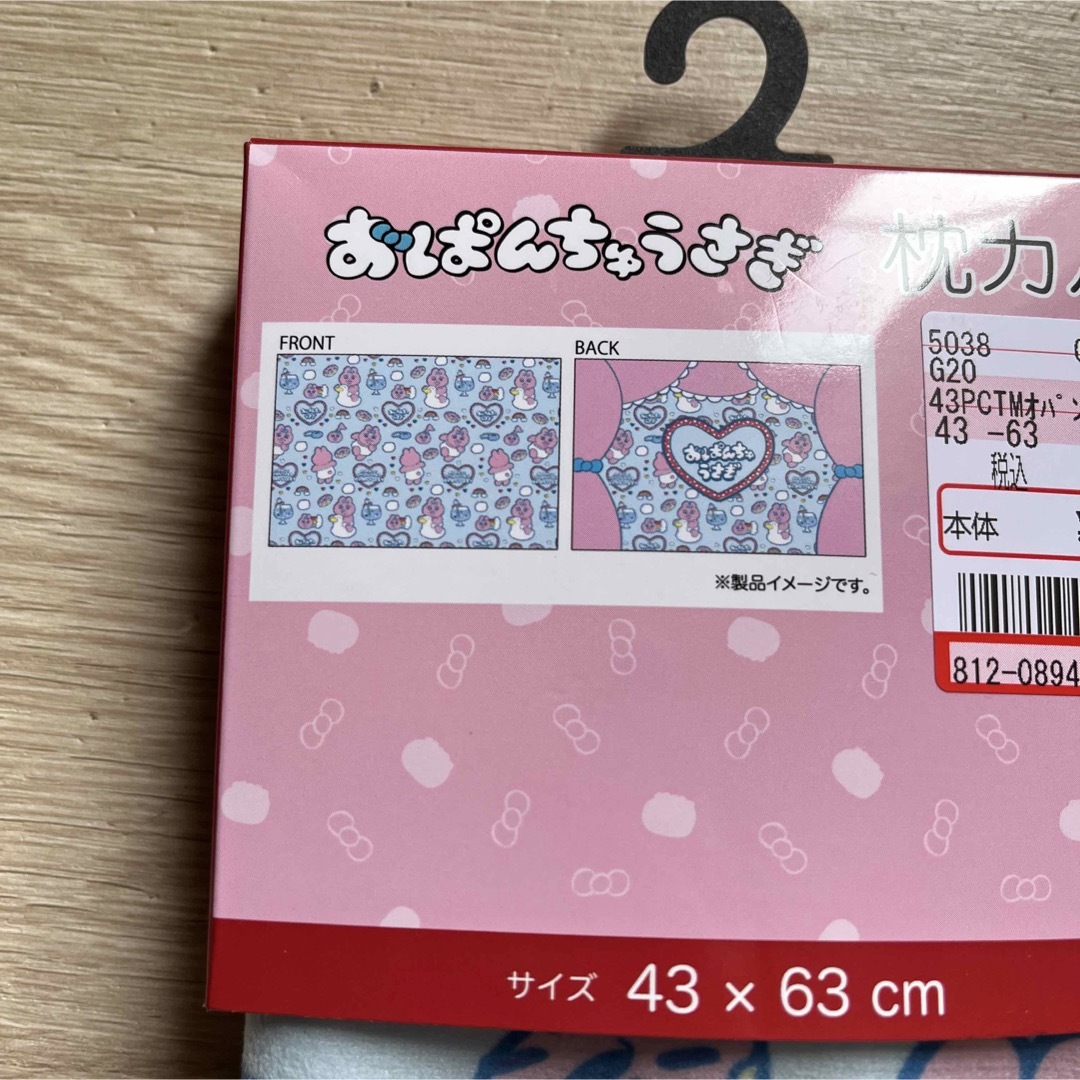 おぱんちゅうさぎ
枕カ
FRONT
BACK
おぱんちゅ
うさぎ
※製品イメージです。
5038
G20
43PCTMｵﾊﾟﾝ
43 -63
税込
本体
812-0894
サイズ 43 × 63 cm